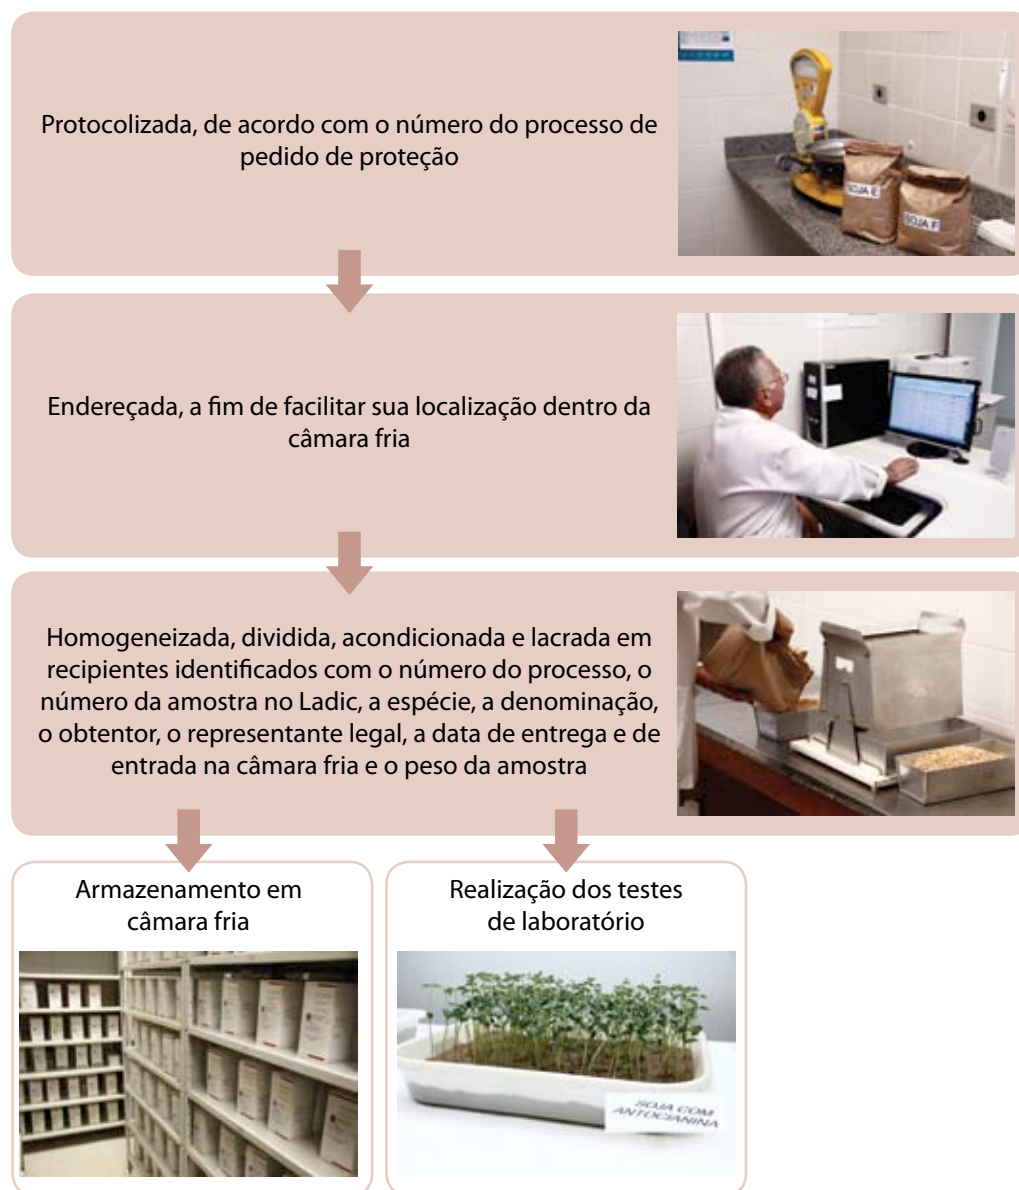 Protocolizada, de acordo com o número do processo de
pedido de proteção
SOJA E
SOJA F
Endereçada, a fim de facilitar sua localização dentro da
câmara fria
Homogeneizada, dividida, acondicionada e lacrada em
recipientes identificados com o número do processo, o
número da amostra no Ladic, a espécie, a denominação,
o obtentor, o representante legal, a data de entrega e de
entrada na câmara fria e o peso da amostra
Armazenamento em
câmara fria
Realização dos testes
de laboratório
SOJA COM
ANTOCIANINA